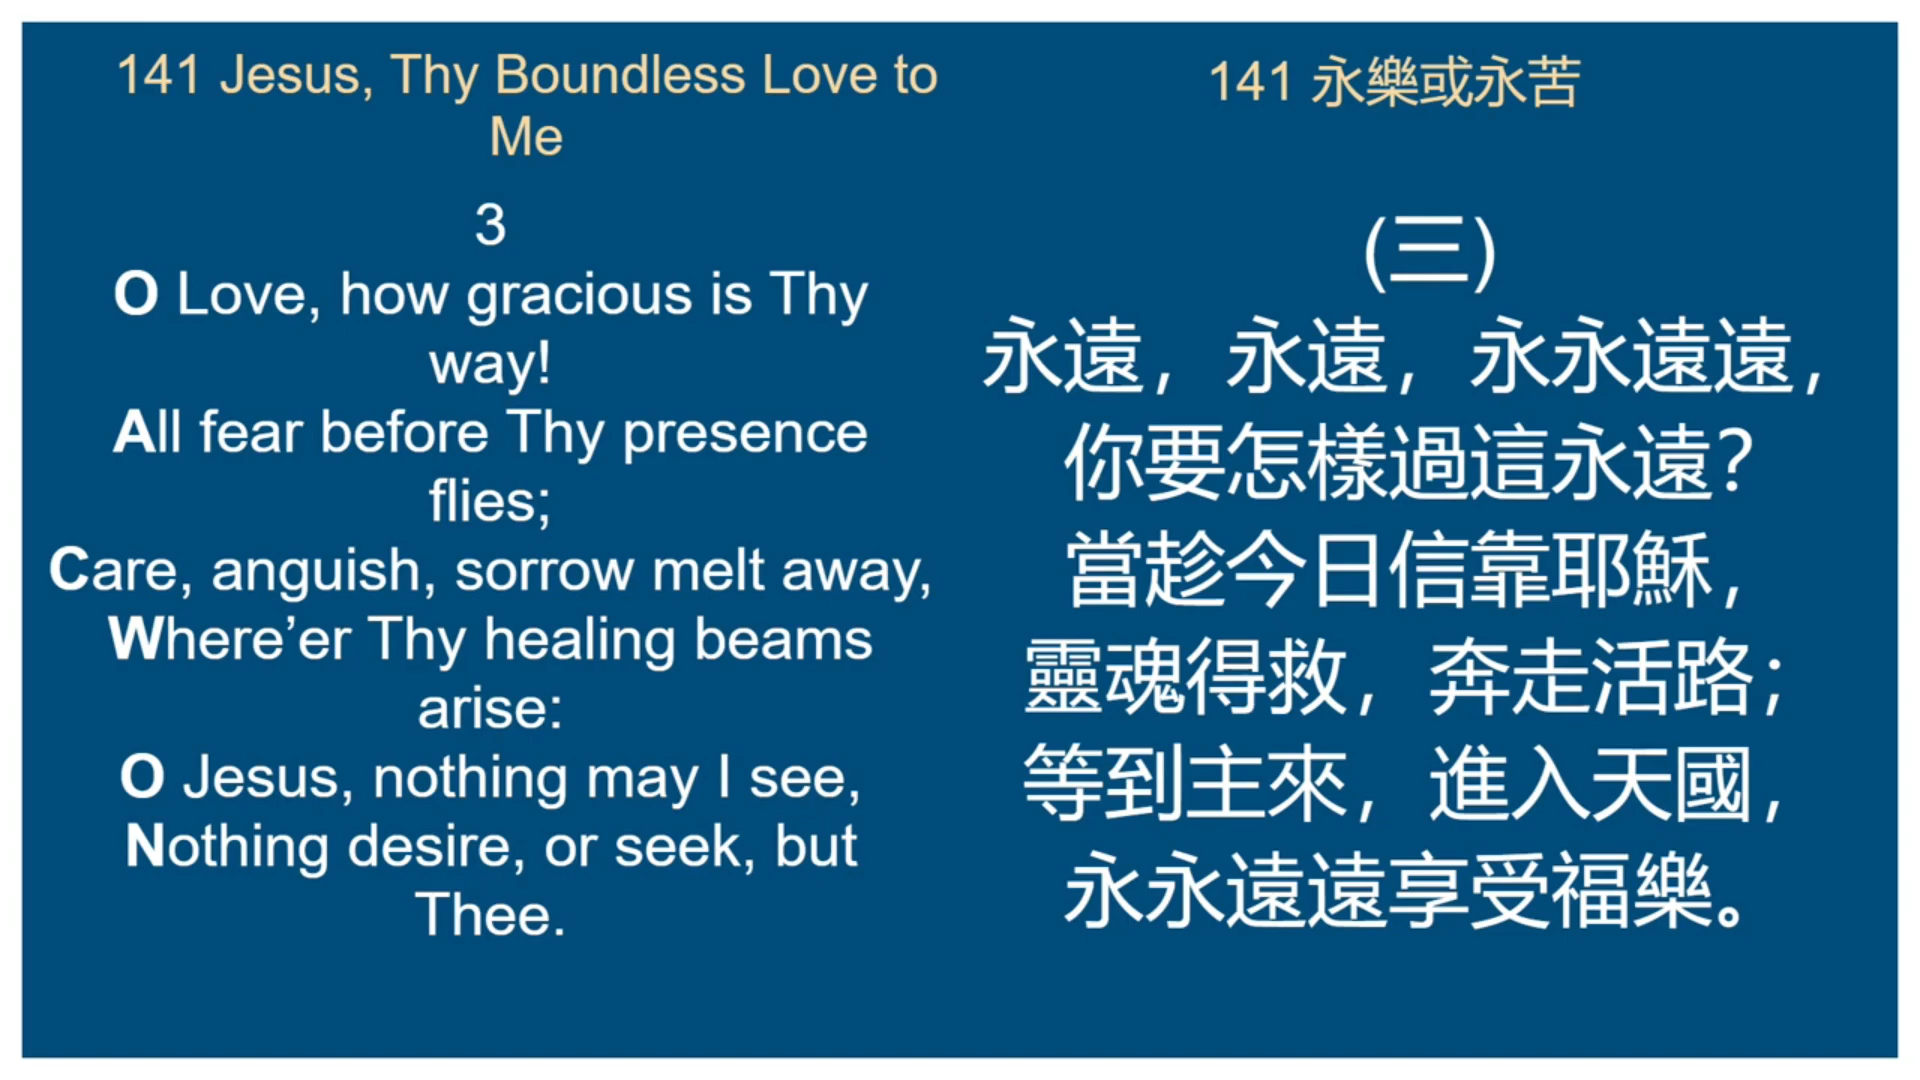 141 Jesus, Thy Boundless Love to
Me
3
O Love, how gracious is Thy
way!
All fear before Thy presence
flies;
Care, anguish, sorrow melt away,
Where’er Thy healing beams
arise:
O Jesus, nothing may I see,
Nothing desire, or seek, but
Thee.
141 永樂或永苦
(三)
永遠，永遠，永永遠遠，
你要怎樣過這永遠？
當趁今日信靠耶穌，
靈魂得救，奔走活路；
等到主來，進入天國，
永永遠遠享受福樂。